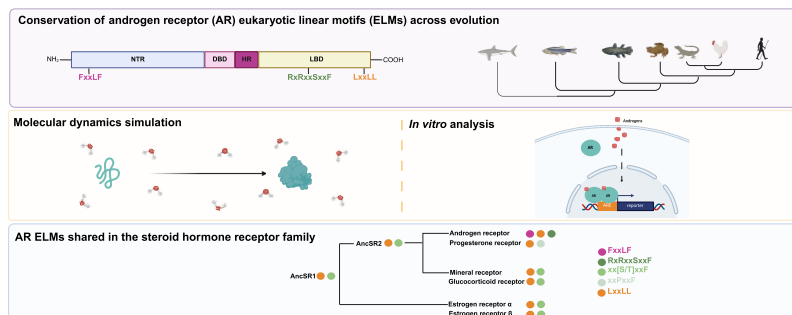 Conservation of androgen receptor (AR) eukaryotic linear motifs (ELMs) across evolution
NH₂ NTR DBD HR LBD COOH
FxxLF RxRxxSxxF LxxLL
Molecular dynamics simulation
In vitro analysis
Androgens
AR
AR AR
ARE reporter
AR ELMs shared in the steroid hormone receptor family
AncSR1
AncSR2
Androgen receptor
Progesterone receptor
Mineral receptor
Glucocorticoid receptor
Estrogen receptor α
Estrogen receptor β
FxxLF
RxRxxSxxF
xx[S/T]xxF
xxPxxF
LxxLL